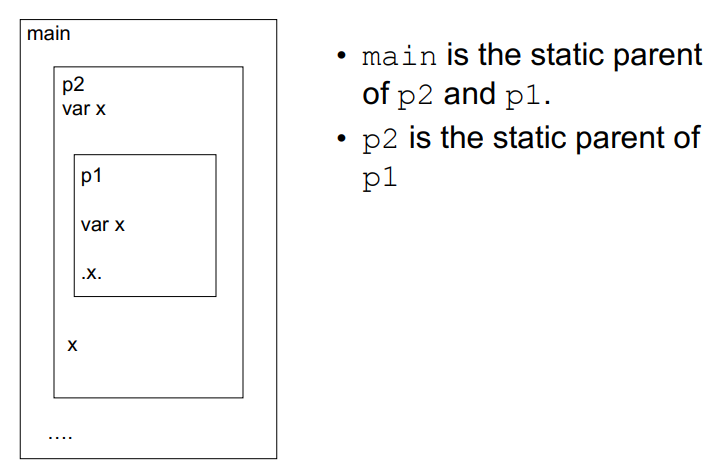 main
p2
var x
p1
var x
.x.
x
....
• main is the static parent
of p2 and p1.
• p2 is the static parent of
p1